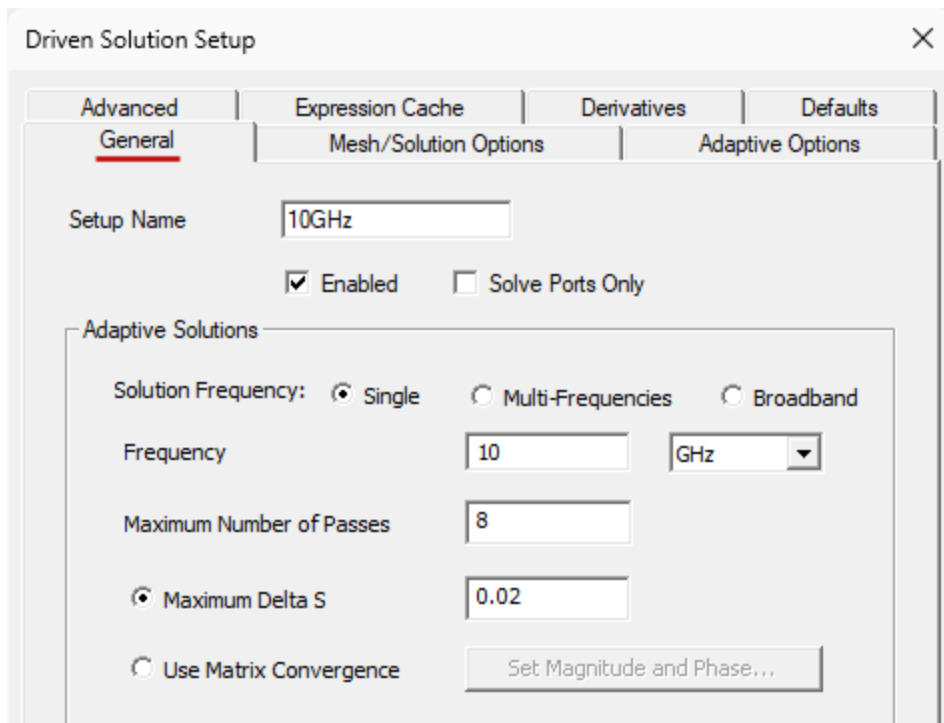 Driven Solution Setup
Advanced Expression Cache Derivatives Defaults
General Mesh/Solution Options Adaptive Options
Setup Name 10GHz
Enabled Solve Ports Only
Adaptive Solutions
Solution Frequency: Single Multi-Frequencies Broadband
Frequency 10 GHz
Maximum Number of Passes 8
Maximum Delta S 0.02
Use Matrix Convergence Set Magnitude and Phase...